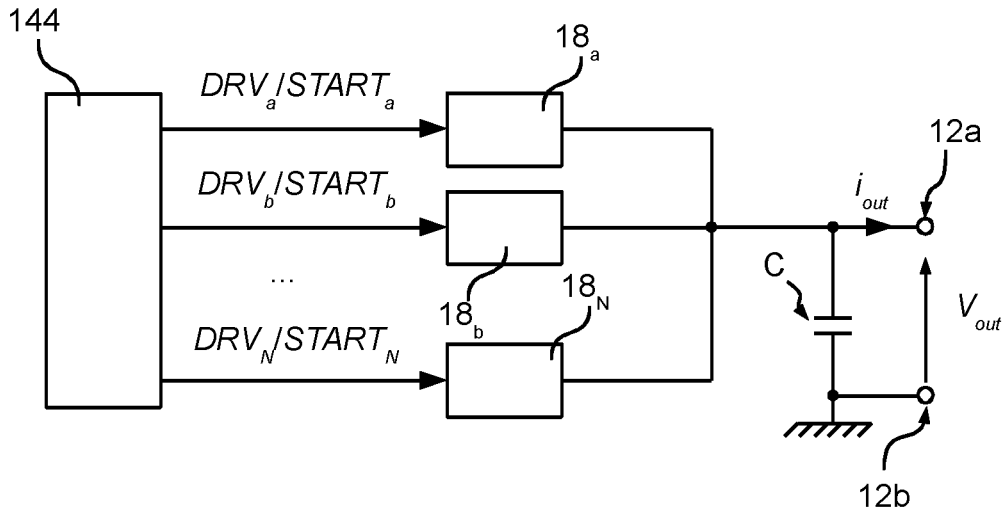 144
DRVa/STARTa
18a
12a
DRVb/STARTb
iout
...
C
Vout
18b
18N
DRVN/STARTN
12b